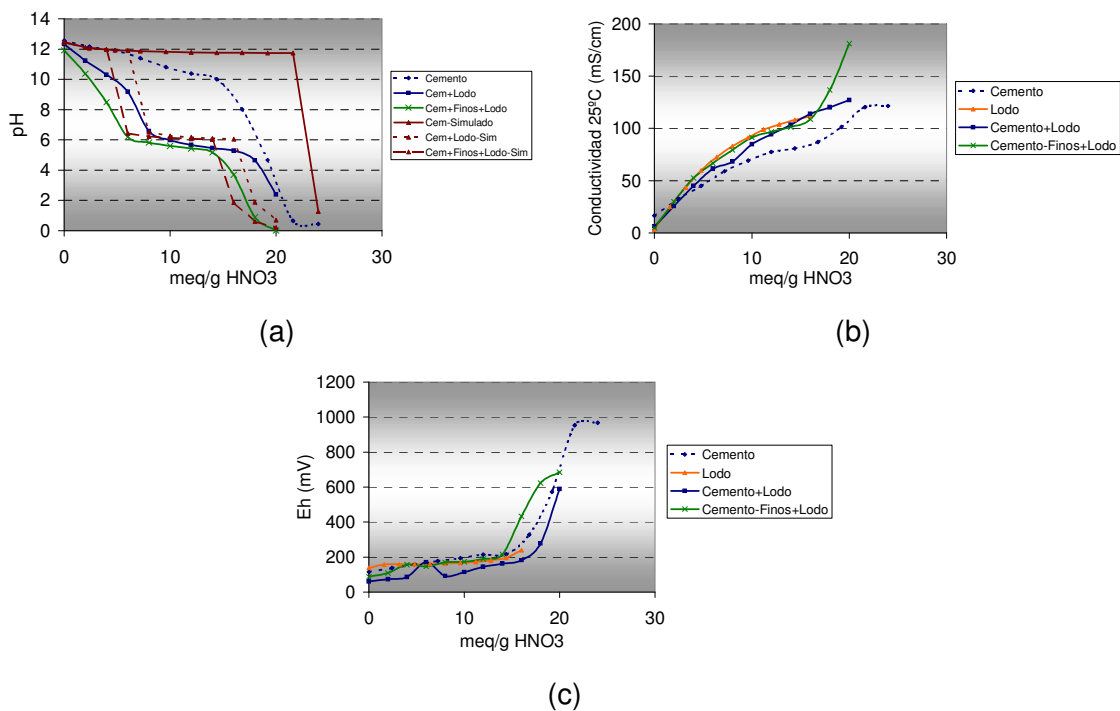 14
12
10
8
6
4
2
0
pH
0 10 20 30
meq/g HNO3
Cemento
Cem+Lodo
Cem+Finos+Lodo
Cem-Simulado
Cem+Lodo-Sim
Cem+Finos+Lodo-Sim
(a)
200
150
100
50
0
Conductividad 25ºC (mS/cm)
0 10 20 30
meq/g HNO3
Cemento
Lodo
Cemento+Lodo
Cemento-Finos+Lodo
(b)
1200
1000
800
600
400
200
0
Eh (mV)
0 10 20 30
meq/g HNO3
Cemento
Lodo
Cemento+Lodo
Cemento-Finos+Lodo
(c)